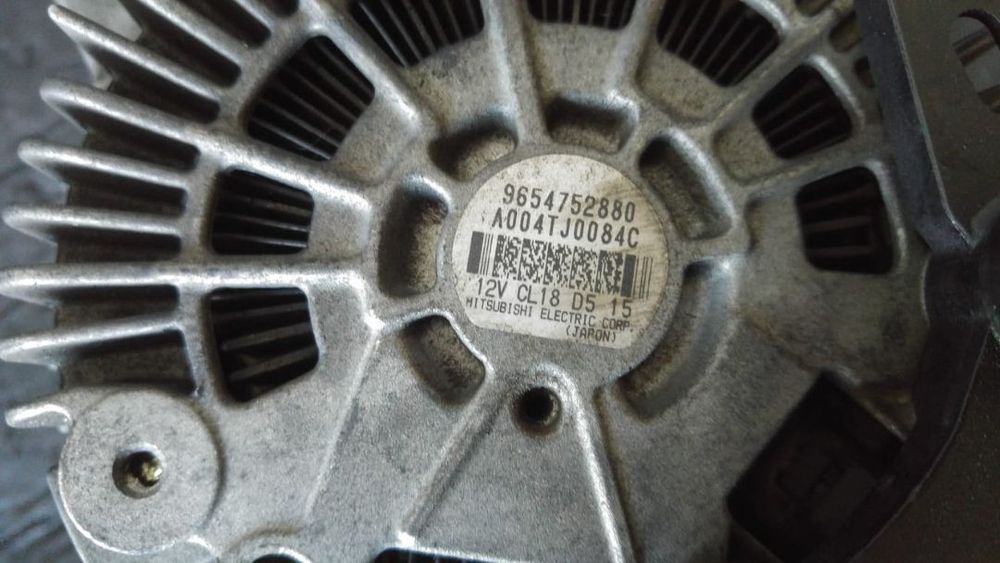 9654752880
A004TJ0084C
12V CL18 D5 15
MITSUBISHI ELECTRIC CORP.
(JAPON)